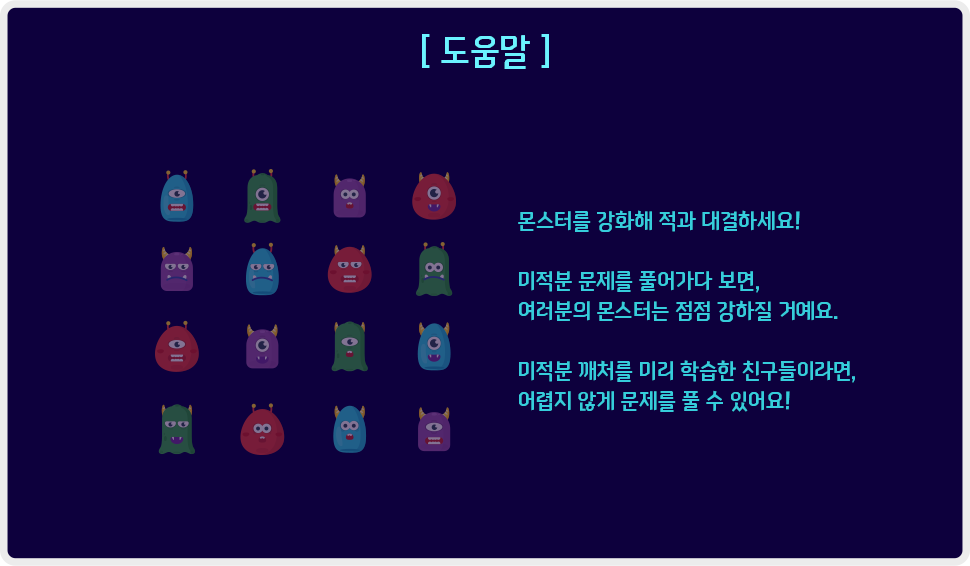 [ 도움말 ]
몬스터를 강화해 적과 대결하세요!
미적분 문제를 풀어가다 보면,
여러분의 몬스터는 점점 강하질 거예요.
미적분 깨처를 미리 학습한 친구들이라면,
어렵지 않게 문제를 풀 수 있어요!